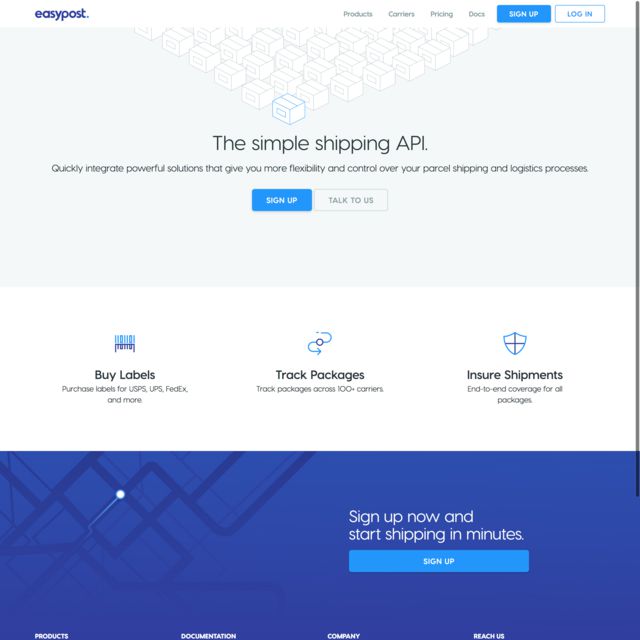 easypost.
Products Carriers Pricing Docs SIGN UP LOG IN
The simple shipping API.
Quickly integrate powerful solutions that give you more flexibility and control over your parcel shipping and logistics processes.
SIGN UP TALK TO US
Buy Labels
Purchase labels for USPS, UPS, FedEx,
and more.
Track Packages
Track packages across 100+ carriers.
Insure Shipments
End-to-end coverage for all
packages.
Sign up now and
start shipping in minutes.
SIGN UP
PRODUCTS DOCUMENTATION COMPANY REACH US